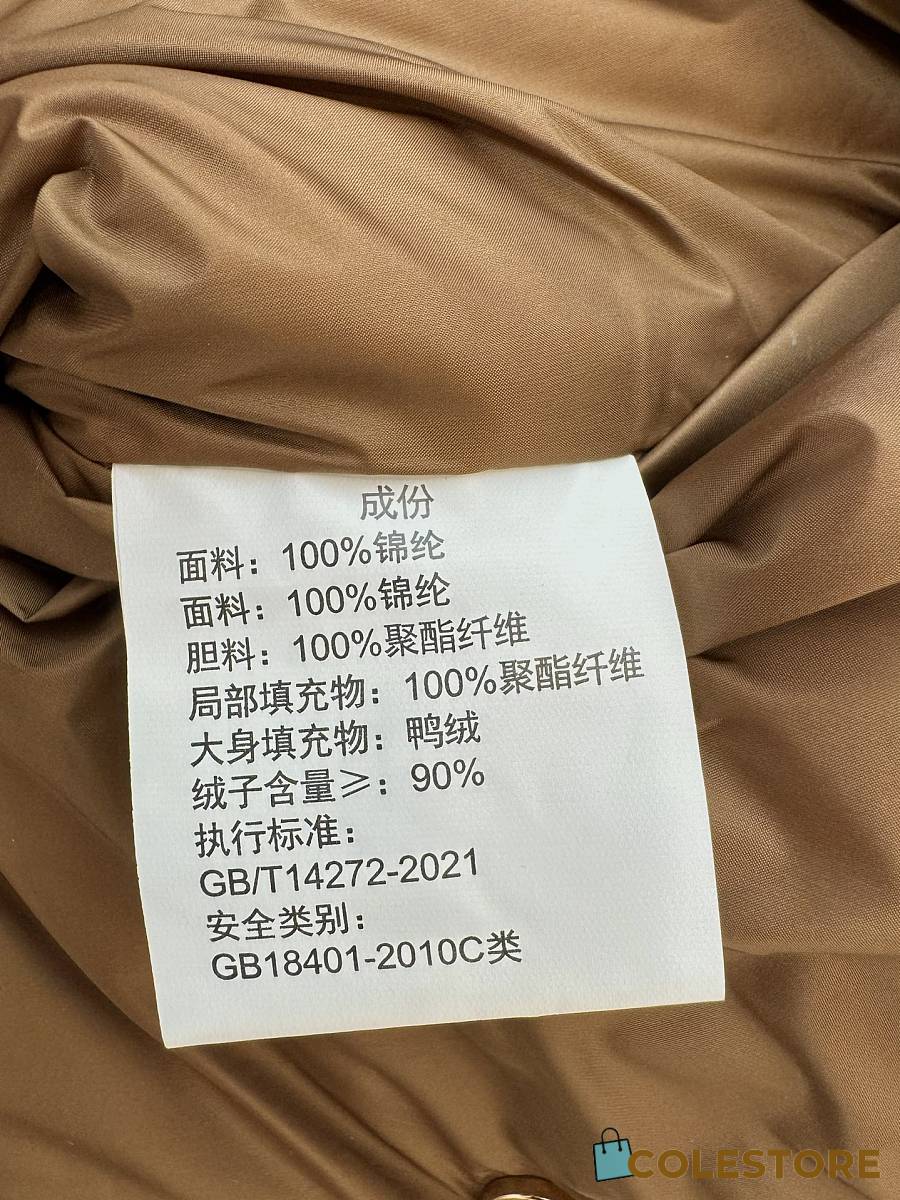 成份
面料：100%锦纶
面料：100%锦纶
胆料：100%聚酯纤维
局部填充物：100%聚酯纤维
大身填充物：鸭绒
绒子含量≥：90%
执行标准：
GB/T14272-2021
安全类别：
GB18401-2010C类
COLESTORE